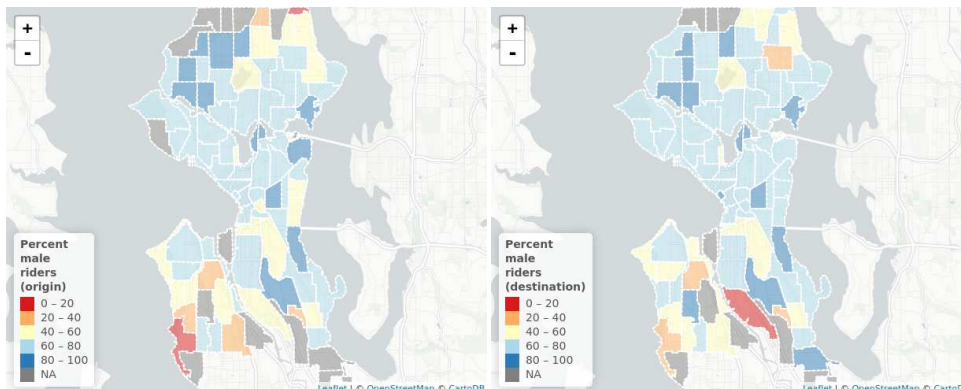 +
-
Percent
male
riders
(origin)
0 – 20
20 – 40
40 – 60
60 – 80
80 – 100
NA
Leaflet | © OpenStreetMap © CartoDB
+
-
Percent
male
riders
(destination)
0 – 20
20 – 40
40 – 60
60 – 80
80 – 100
NA
Leaflet | © OpenStreetMap © CartoD